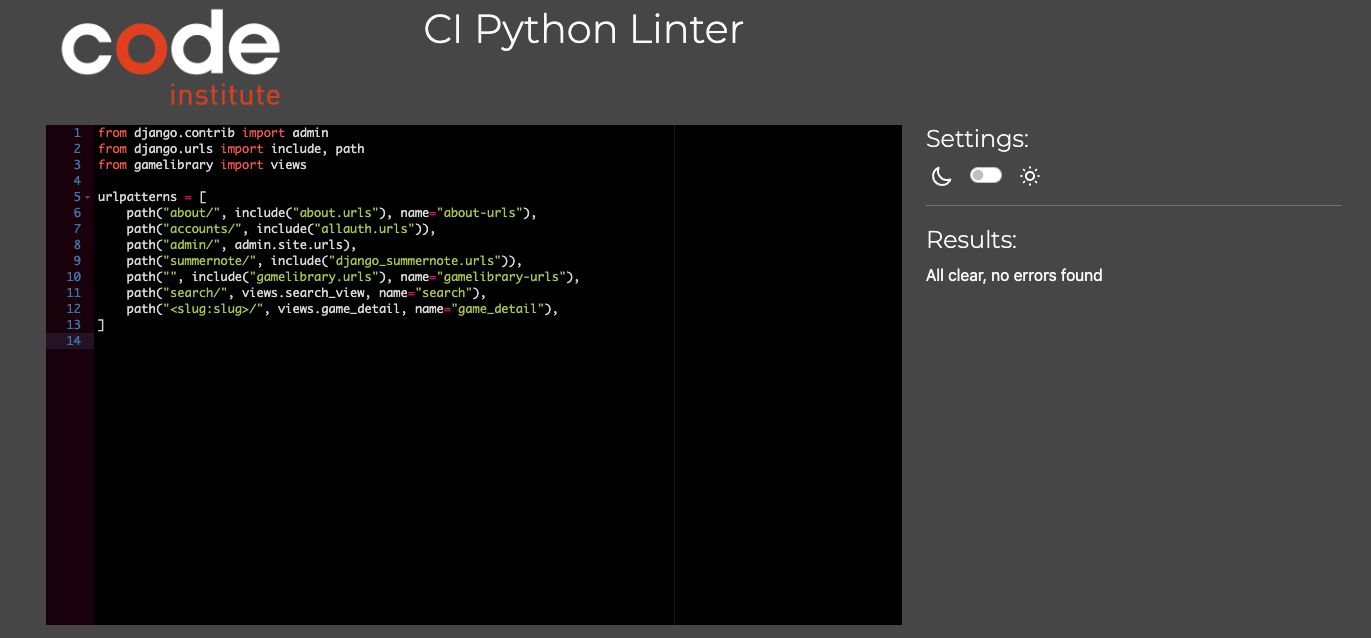 code
institute
CI Python Linter
1 from django.contrib import admin
2 from django.urls import include, path
3 from gamelibrary import views
4
5 urlpatterns = [
6     path("about/", include("about.urls"), name="about-urls"),
7     path("accounts/", include("allauth.urls")),
8     path("admin/", admin.site.urls),
9     path("summernote/", include("django_summernote.urls")),
10     path("", include("gamelibrary.urls"), name="gamelibrary-urls"),
11     path("search/", views.search_view, name="search"),
12     path("<slug:slug>/", views.game_detail, name="game_detail"),
13 ]
14
Settings:
Results:
All clear, no errors found